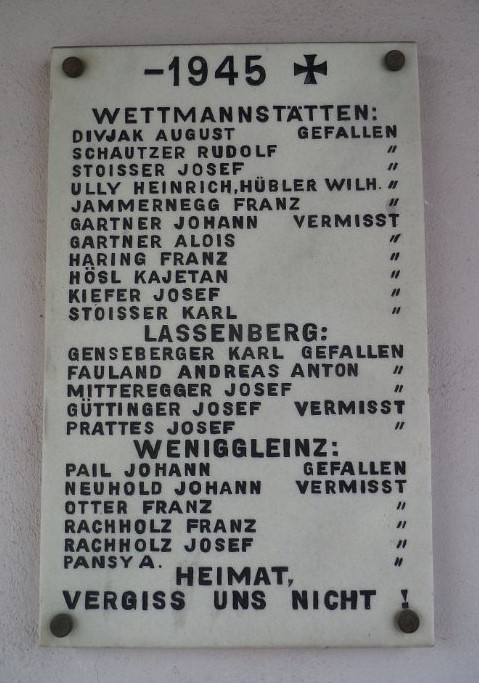 -1945 ✠
WETTMANNSTÄTTEN:
DIVJAK AUGUST GEFALLEN
SCHAUTZER RUDOLF "
STOISSER JOSEF "
ULLY HEINRICH, HÜBLER WILH. "
JAMMERNEGG FRANZ "
GARTNER JOHANN VERMISST
GARTNER ALOIS "
HARING FRANZ "
HÖSL KAJETAN "
KIEFER JOSEF "
STOISSER KARL "
LASSENBERG:
GENSEBERGER KARL GEFALLEN
FAULAND ANDREAS ANTON "
MITTEREGGER JOSEF "
GÜTTINGER JOSEF VERMISST
PRATTES JOSEF "
WENIGGLEINZ:
PAIL JOHANN GEFALLEN
NEUHOLD JOHANN VERMISST
OTTER FRANZ "
RACHHOLZ FRANZ "
RACHHOLZ JOSEF "
PANSY A. "
HEIMAT,
VERGISS UNS NICHT !